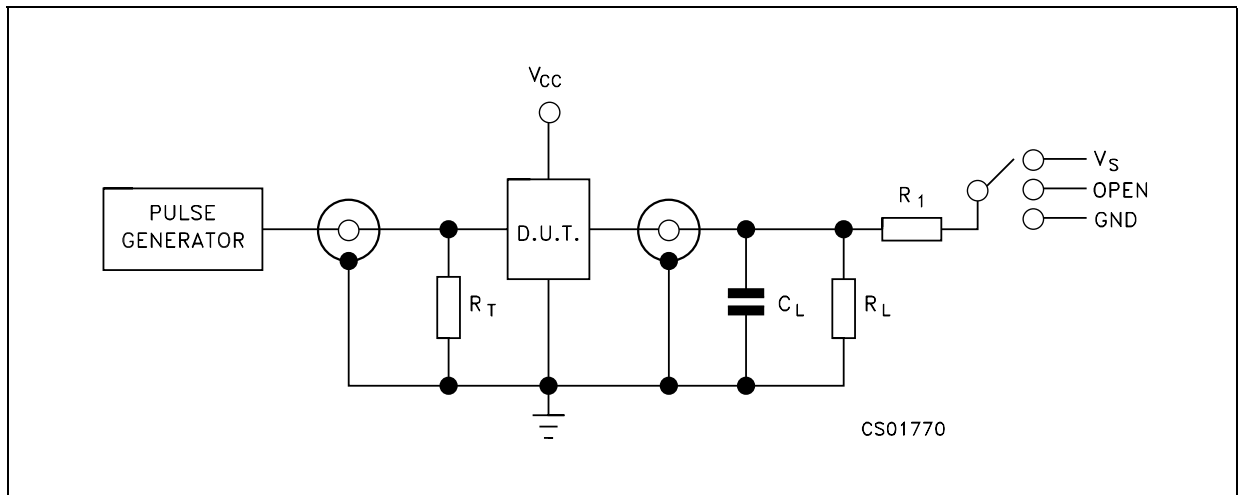 VCC
PULSE
GENERATOR
D.U.T.
RT
CL
RL
R1
VS
OPEN
GND
CS01770